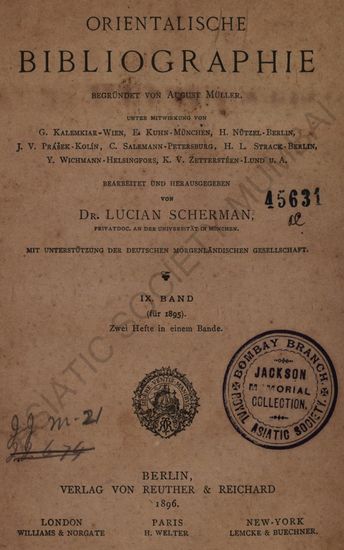 ORIENTALISCHE
BIBLIOGRAPHIE
BEGRÜNDET VON AUGUST MÜLLER.
UNTER MITWIRKUNG VON
G. KALEMKIAR-WIEN, E. KUHN-MÜNCHEN, H. NÜTZEL-BERLIN,
J. V. PRÁŠEK-KOLÍN, C. SALEMANN-PETERSBURG, H. L. STRACK-BERLIN,
Y. WICHMANN-HELSINGFORS, K. V. ZETTERSTÉEN-LUND U. A.
BEARBEITET UND HERAUSGEGEBEN
VON
45631
DR. LUCIAN SCHERMAN,
PRIVATDOC. AN DER UNIVERSITÄT IN MÜNCHEN.
MIT UNTERSTÜTZUNG DER DEUTSCHEN MORGENLÄNDISCHEN GESELLSCHAFT.
IX. BAND
(für 1895).
Zwei Hefte in einem Bande.
BOMBAY BRANCH
JACKSON
MEMORIAL
COLLECTION.
ROYAL ASIATIC SOCIETY.
BERLIN,
VERLAG VON REUTHER & REICHARD
1896.
LONDON PARIS NEW-YORK
WILLIAMS & NORGATE H. WELTER LEMCKE & BUECHNER.
ASIATIC SOCIETY MUMBAI